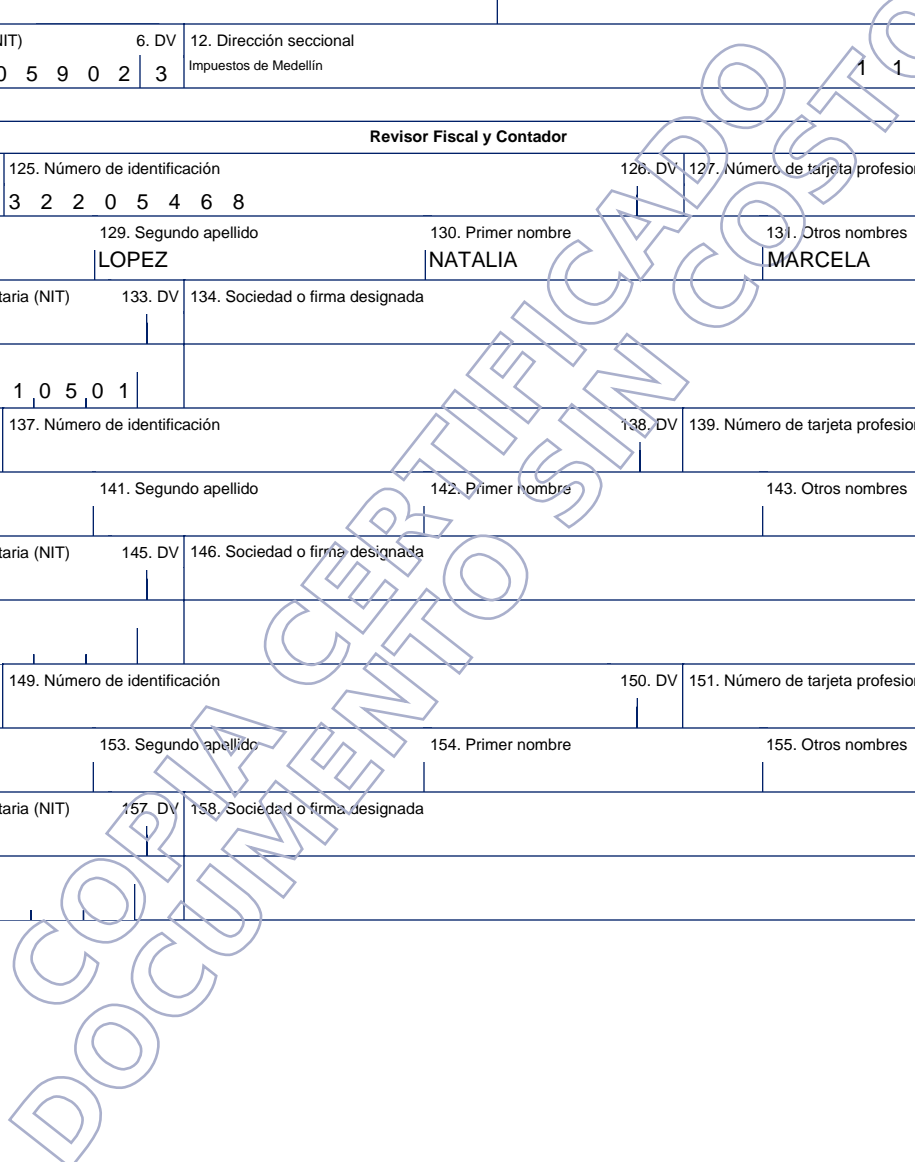 IT) 6. DV 12. Dirección seccional
0 5 9 0 2 3 Impuestos de Medellín 1 1
Revisor Fiscal y Contador
125. Número de identificación 126. DV 127. Número de tarjeta profesion
3 2 2 0 5 4 6 8
129. Segundo apellido 130. Primer nombre 131. Otros nombres
LOPEZ NATALIA MARCELA
taria (NIT) 133. DV 134. Sociedad o firma designada
1 0 5 0 1
137. Número de identificación 138. DV 139. Número de tarjeta profesion
141. Segundo apellido 142. Primer nombre 143. Otros nombres
taria (NIT) 145. DV 146. Sociedad o firma designada
149. Número de identificación 150. DV 151. Número de tarjeta profesion
153. Segundo apellido 154. Primer nombre 155. Otros nombres
taria (NIT) 157. DV 158. Sociedad o firma designada
COPIA CERTIFICADO
DOCUMENTO SIN COSTO